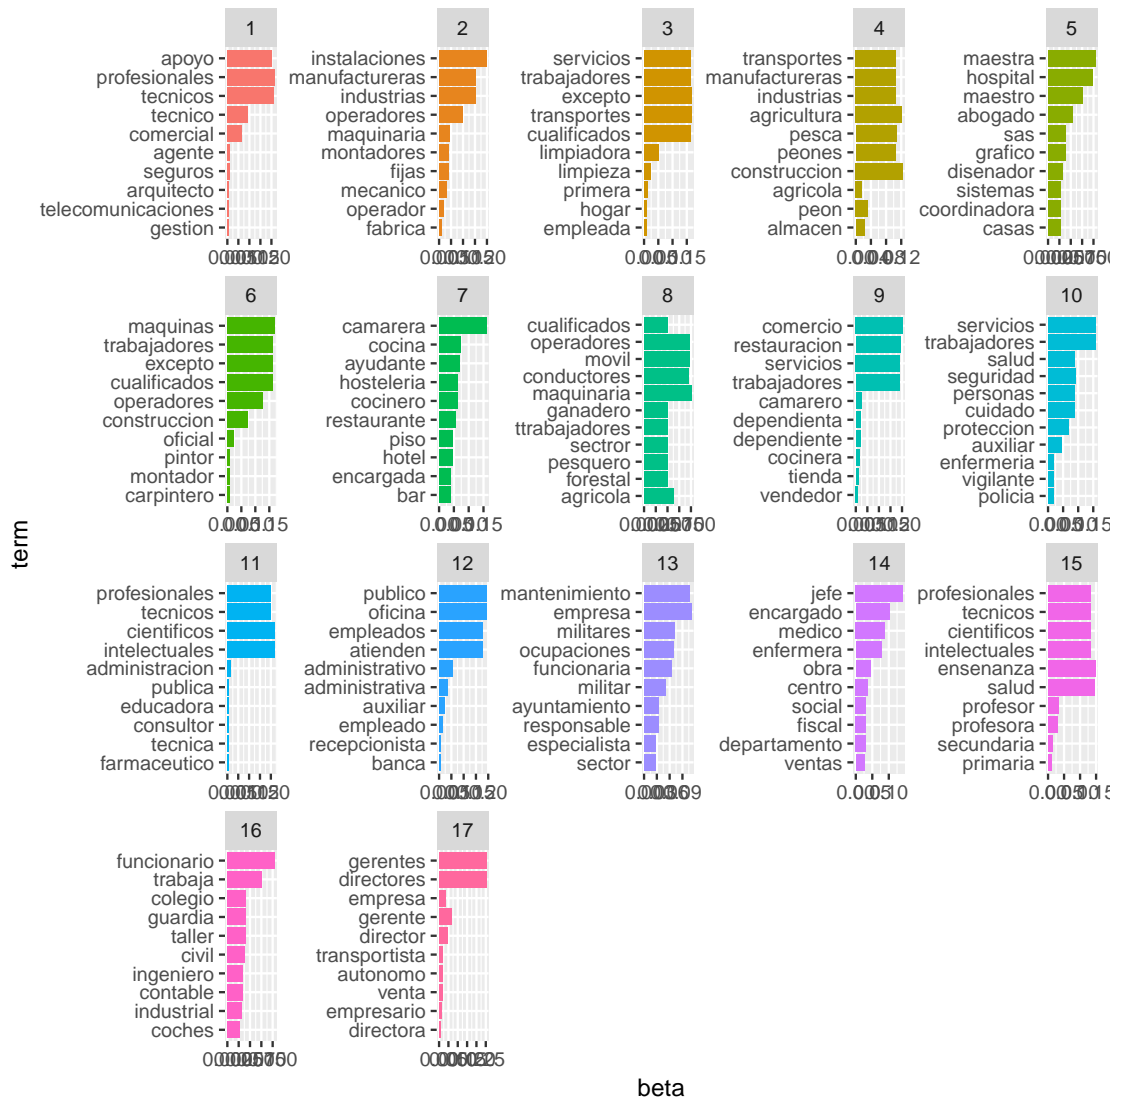 1
apoyo
profesionales
tecnicos
tecnico
comercial
agente
seguros
arquitecto
telecomunicaciones
gestion
2
instalaciones
manufactureras
industrias
operadores
maquinaria
montadores
fijas
mecanico
operador
fabrica
3
servicios
trabajadores
excepto
transportes
cualificados
limpiadora
limpieza
primera
hogar
empleada
4
transportes
manufactureras
industrias
agricultura
pesca
peones
construccion
agricola
peon
almacen
5
maestra
hospital
maestro
abogado
sas
grafico
disenador
sistemas
coordinadora
casas
6
maquinas
trabajadores
excepto
cualificados
operadores
construccion
oficial
pintor
montador
carpintero
7
camarera
cocina
ayudante
hosteleria
cocinero
restaurante
piso
hotel
encargada
bar
8
cualificados
operadores
movil
conductores
maquinaria
ganadero
ttrabajadores
sectror
pesquero
forestal
agricola
9
comercio
restauracion
servicios
trabajadores
camarero
dependienta
dependiente
cocinera
tienda
vendedor
10
servicios
trabajadores
salud
seguridad
personas
cuidado
proteccion
auxiliar
enfermeria
vigilante
policia
term
11
profesionales
tecnicos
cientificos
intelectuales
administracion
publica
educadora
consultor
tecnica
farmaceutico
12
publico
oficina
empleados
atienden
administrativo
administrativa
auxiliar
empleado
recepcionista
banca
13
mantenimiento
empresa
militares
ocupaciones
funcionaria
militar
ayuntamiento
responsable
especialista
sector
14
jefe
encargado
medico
enfermera
obra
centro
social
fiscal
departamento
ventas
15
profesionales
tecnicos
cientificos
intelectuales
ensenanza
salud
profesor
profesora
secundaria
primaria
16
funcionario
trabaja
colegio
guardia
taller
civil
ingeniero
contable
industrial
coches
17
gerentes
directores
empresa
gerente
director
transportista
autonomo
venta
empresario
directora
beta